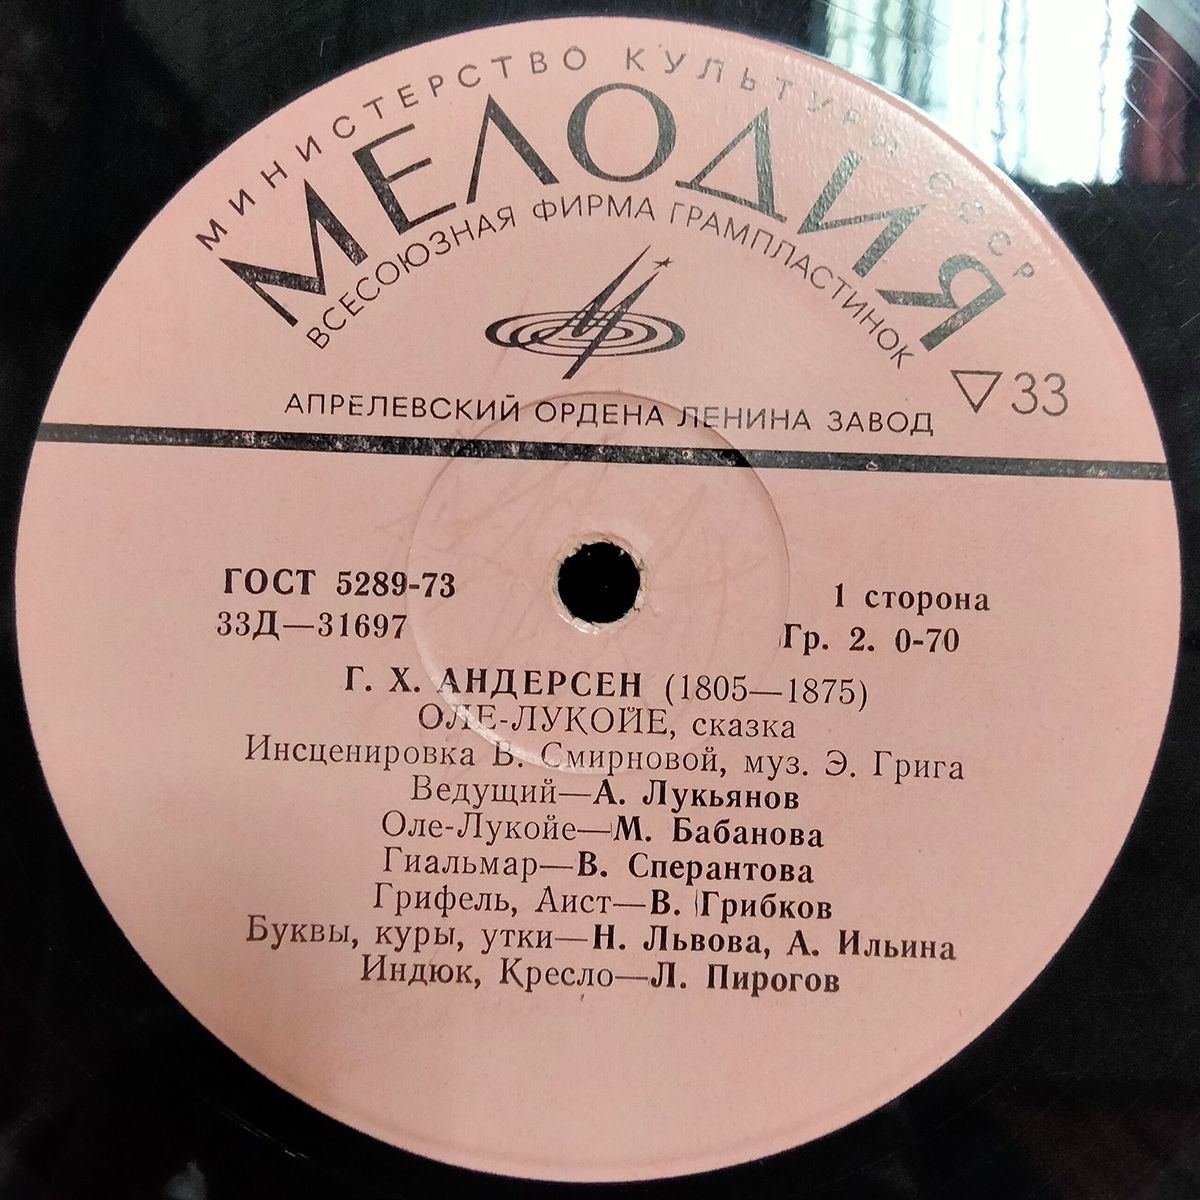 МИНИСТЕРСТВО КУЛЬТУРЫ СССР
МЕЛОДИЯ
ВСЕСОЮЗНАЯ ФИРМА ГРАМПЛАСТИНОК
▽33
АПРЕЛЕВСКИЙ ОРДЕНА ЛЕНИНА ЗАВОД
ГОСТ 5289-73
33Д—31697
1 сторона
Гр. 2. 0-70
Г. Х. АНДЕРСЕН (1805—1875)
ОЛЕ-ЛУКОЙЕ, сказка
Инсценировка В. Смирновой, муз. Э. Грига
Ведущий—А. Лукьянов
Оле-Лукойе—М. Бабанова
Гиальмар—В. Сперантова
Грифель, Аист—В. Грибков
Буквы, куры, утки—Н. Львова, А. Ильина
Индюк, Кресло—Л. Пирогов